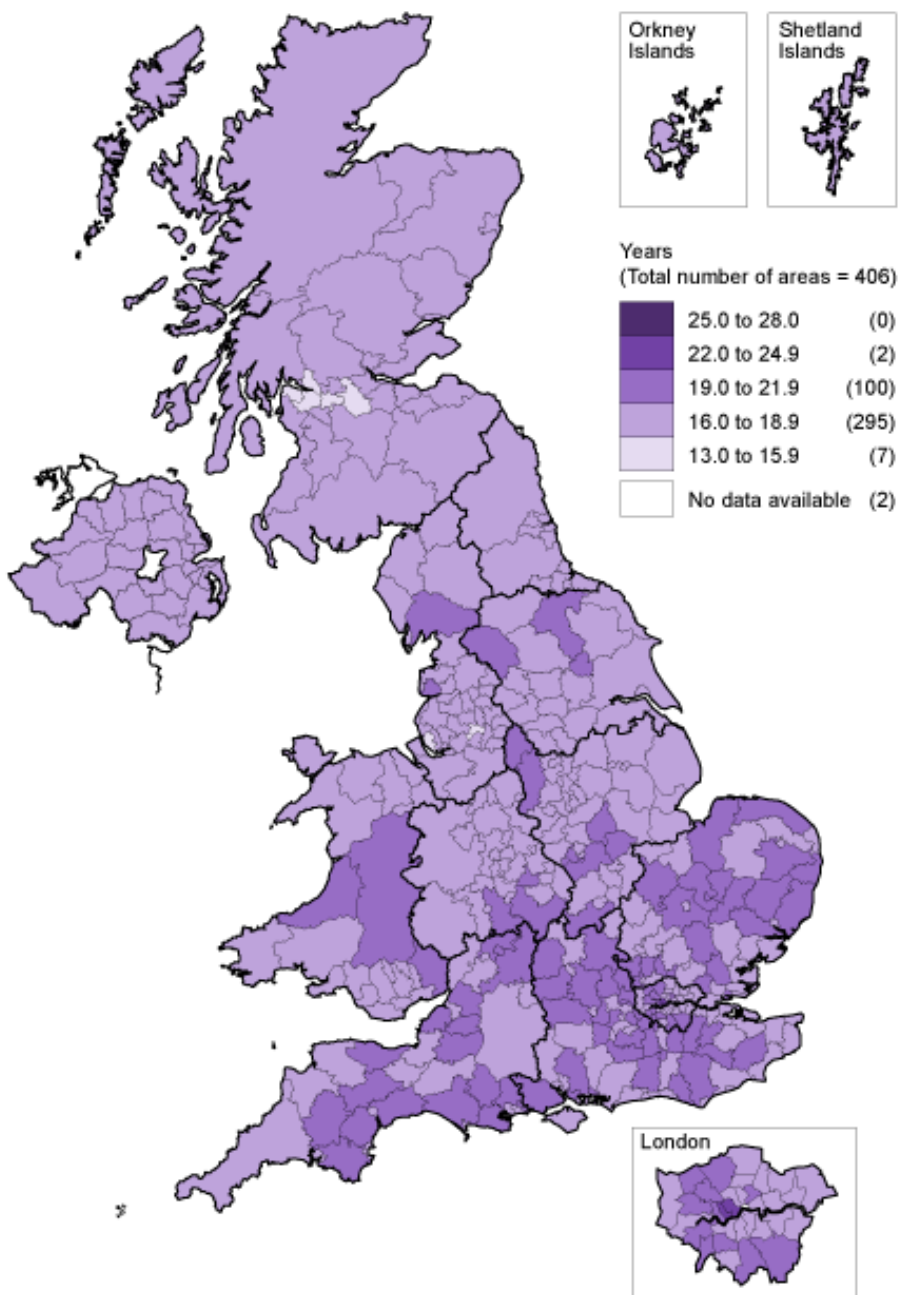 Orkney
Islands
Shetland
Islands
Years
(Total number of areas = 406)
25.0 to 28.0 (0)
22.0 to 24.9 (2)
19.0 to 21.9 (100)
16.0 to 18.9 (295)
13.0 to 15.9 (7)
No data available (2)
London